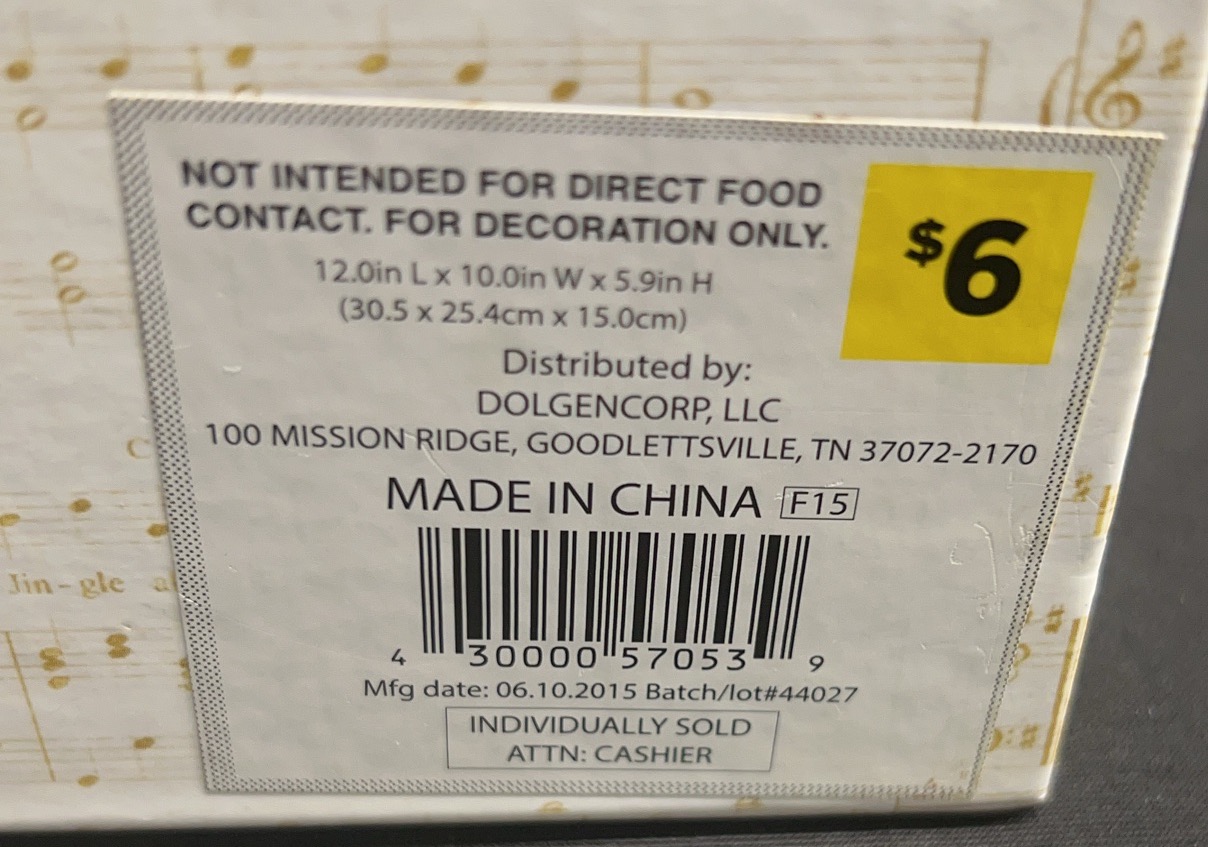 NOT INTENDED FOR DIRECT FOOD
CONTACT. FOR DECORATION ONLY.
$6
12.0in L x 10.0in W x 5.9in H
(30.5 x 25.4cm x 15.0cm)
Distributed by:
DOLGENCORP, LLC
100 MISSION RIDGE, GOODLETTSVILLE, TN 37072-2170
MADE IN CHINA F15
4 30000 57053 9
Mfg date: 06.10.2015 Batch/lot#44027
INDIVIDUALLY SOLD
ATTN: CASHIER
Jin-gle